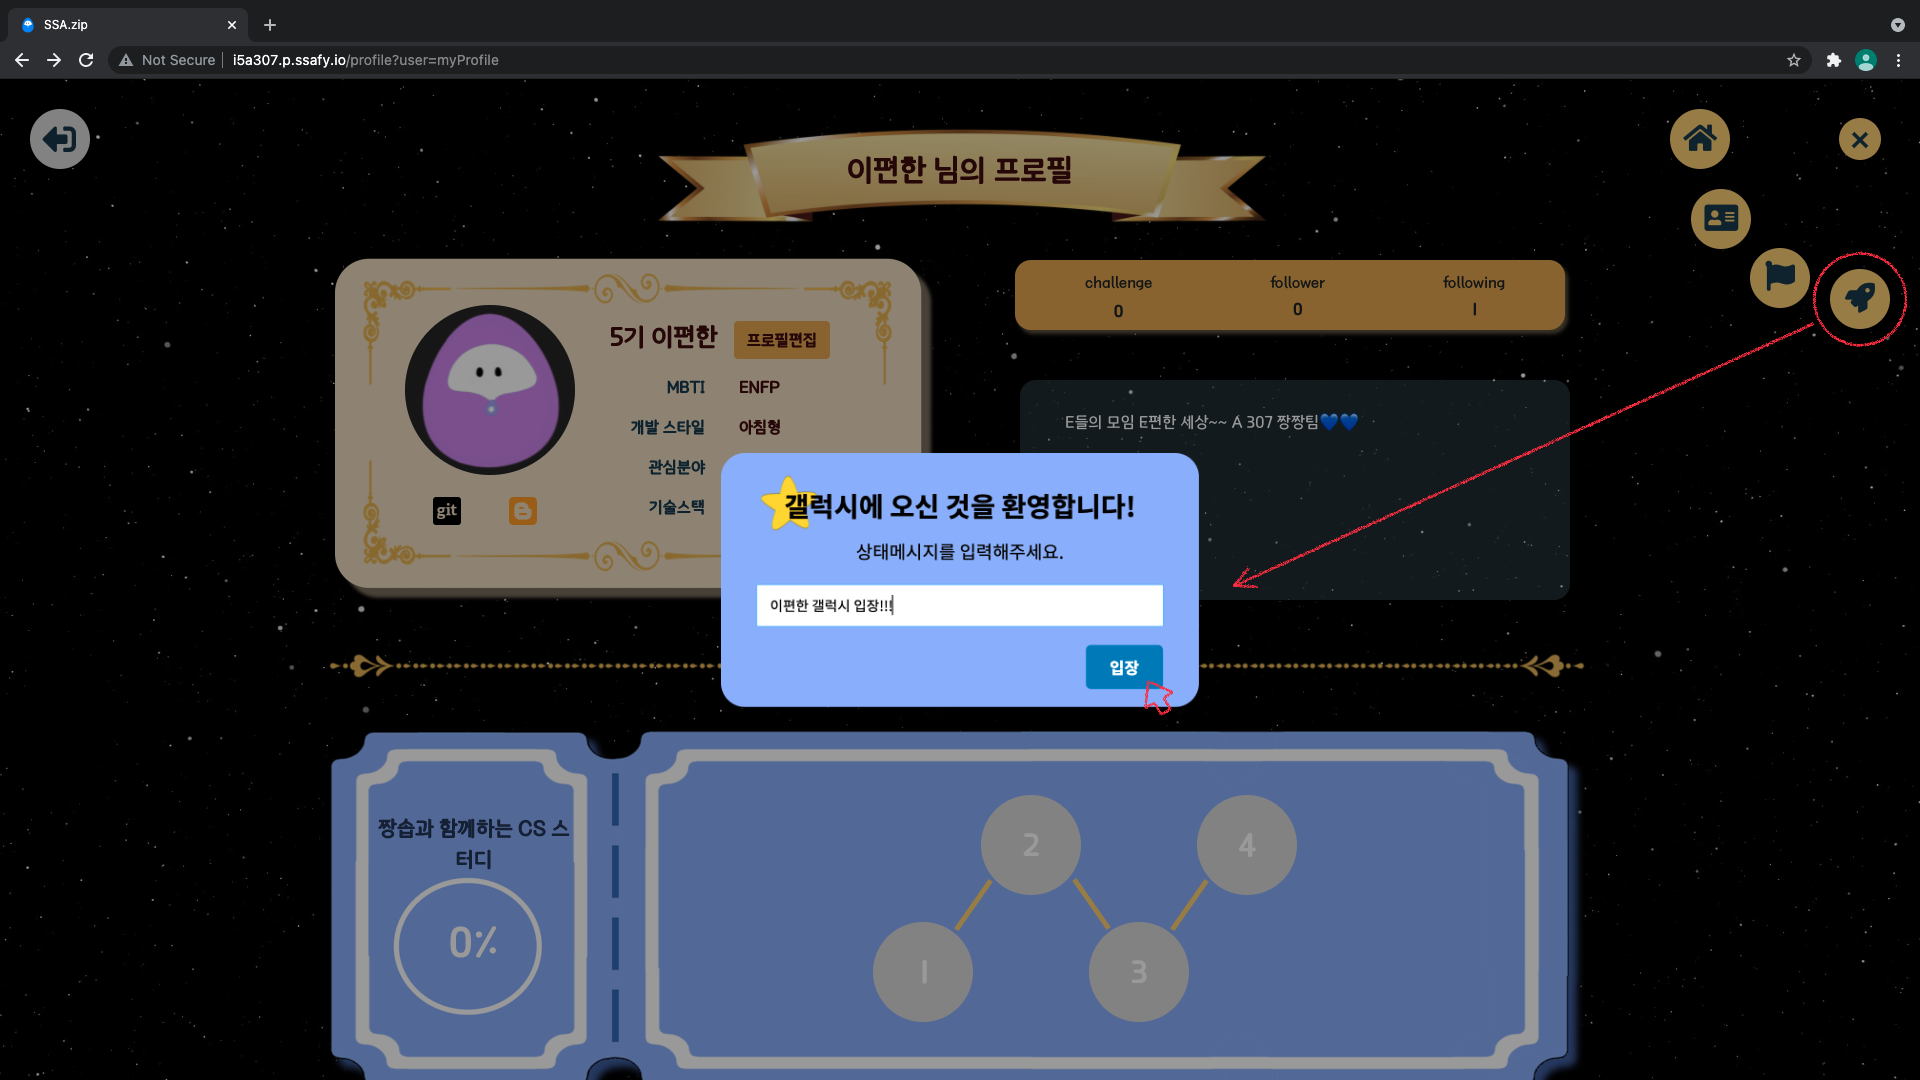 SSA.zip
Not Secure
i5a307.p.ssafy.io/profile?user=myProfile
이편한 님의 프로필
challenge
follower
following
0
0
1
5기 이편한
프로필편집
MBTI
ENFP
개발 스타일
아침형
관심분야
기술스택
git
E들의 모임 E편한 세상~~ A 307 짱짱팀💙💙
갤럭시에 오신 것을 환영합니다!
상태메시지를 입력해주세요.
이편한 갤럭시 입장!!!
입장
짱습과 함께하는 CS 스
터디
0%
2
4
1
3